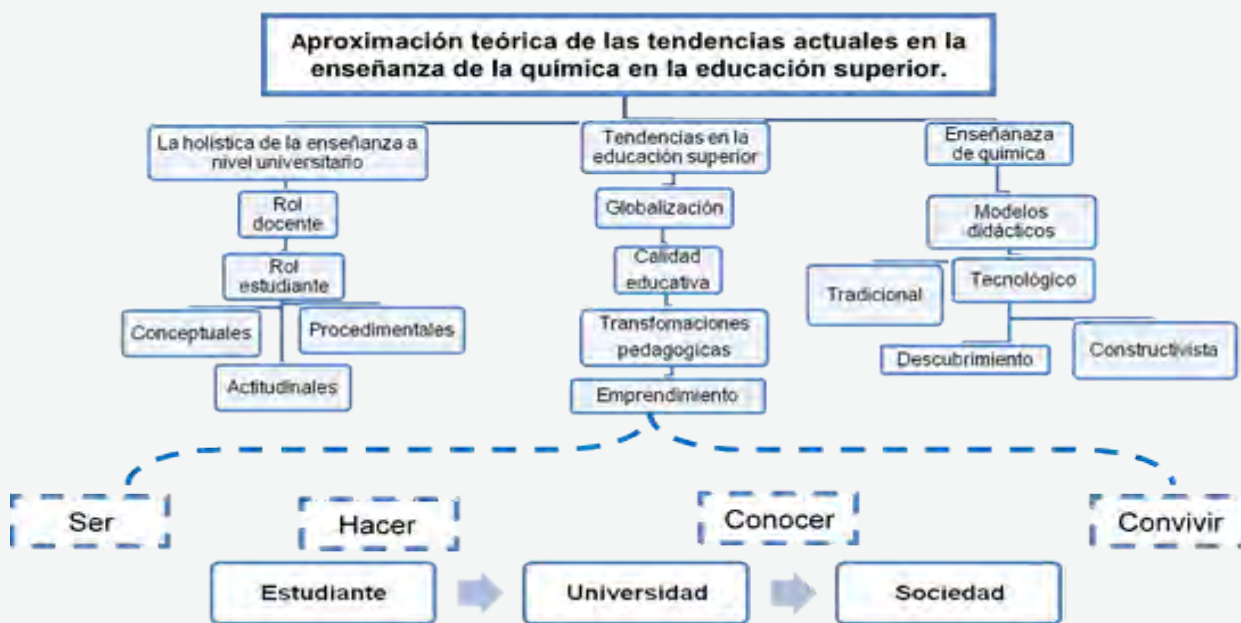 Aproximación teórica de las tendencias actuales en la
enseñanza de la química en la educación superior.
La holística de la enseñanza a
nivel universitario
Tendencias en la
educación superior
Enseñanaza
de química
Rol
docente
Globalización
Modelos
didácticos
Rol
estudiante
Calidad
educativa
Tradicional
Tecnológico
Conceptuales
Procedimentales
Transfomaciones
pedagogicas
Descubrimiento
Constructivista
Actitudinales
Emprendimiento
Ser
Hacer
Conocer
Convivir
Estudiante
Universidad
Sociedad